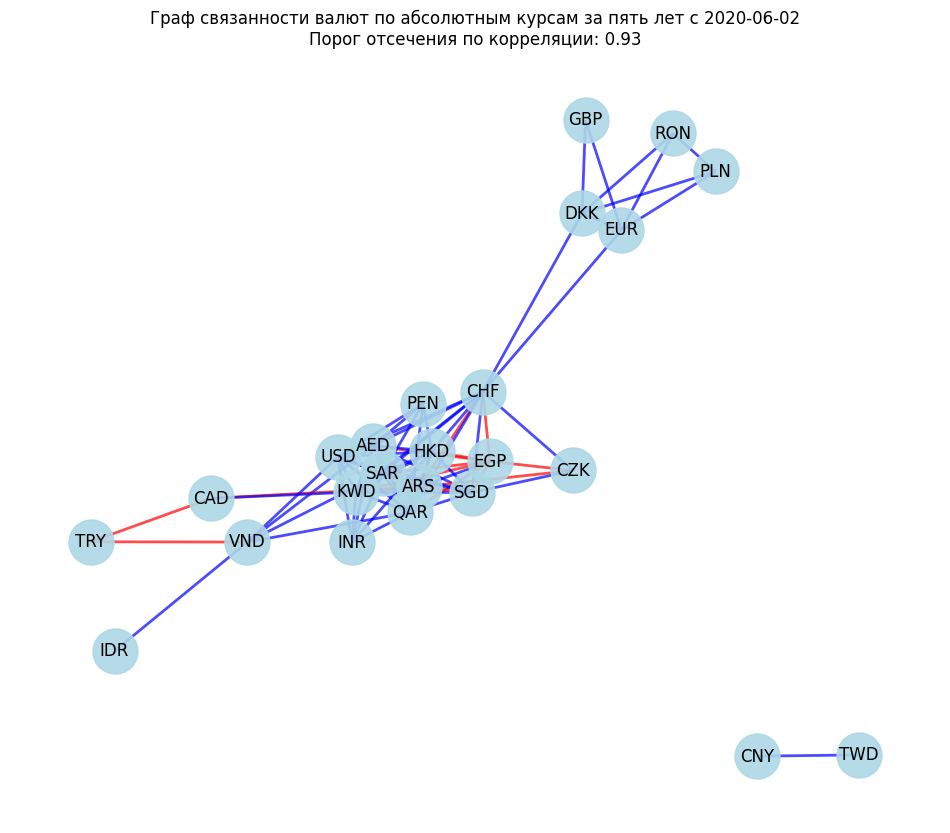 Граф связанности валют по абсолютным курсам за пять лет с 2020-06-02
Порог отсечения по корреляции: 0.93
GBP
RON
PLN
DKK
EUR
CHF
PEN
AED
HKD
USD
EGP
SAR
CZK
ARS
KWD
SGD
CAD
QAR
TRY
VND
INR
IDR
CNY
TWD